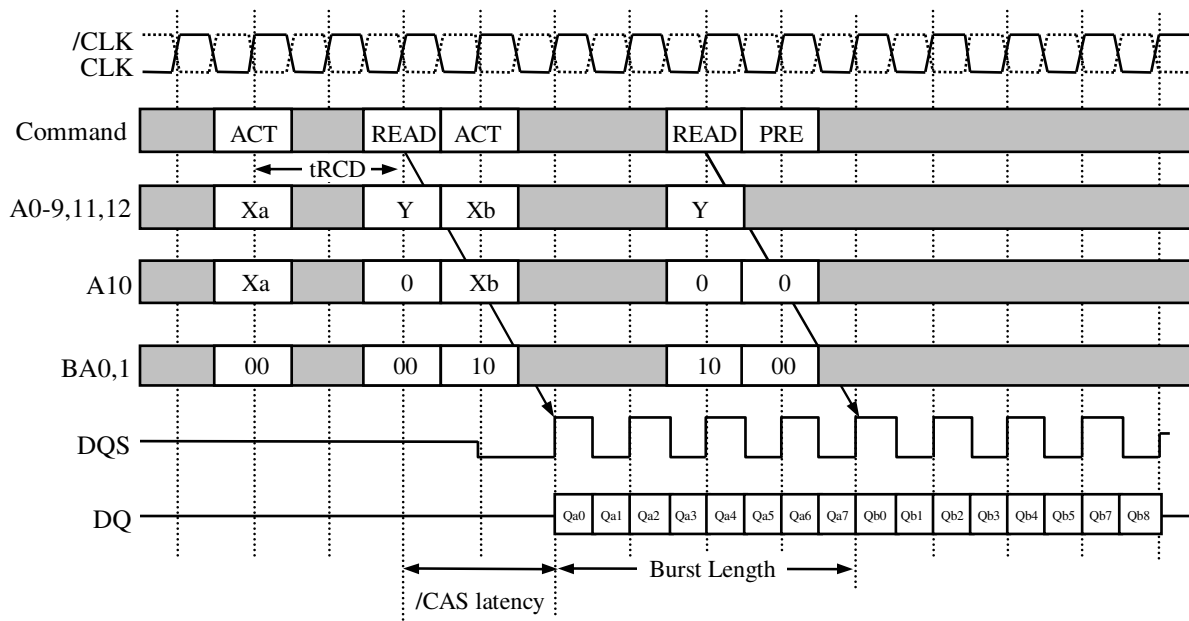 /CLK
CLK
Command ACT READ ACT READ PRE
tRCD
A0-9,11,12 Xa Y Xb Y
A10 Xa 0 Xb 0 0
BA0,1 00 00 10 10 00
DQS
DQ Qa0 Qa1 Qa2 Qa3 Qa4 Qa5 Qa6 Qa7 Qb0 Qb1 Qb2 Qb3 Qb4 Qb5 Qb7 Qb8
Burst Length
/CAS latency